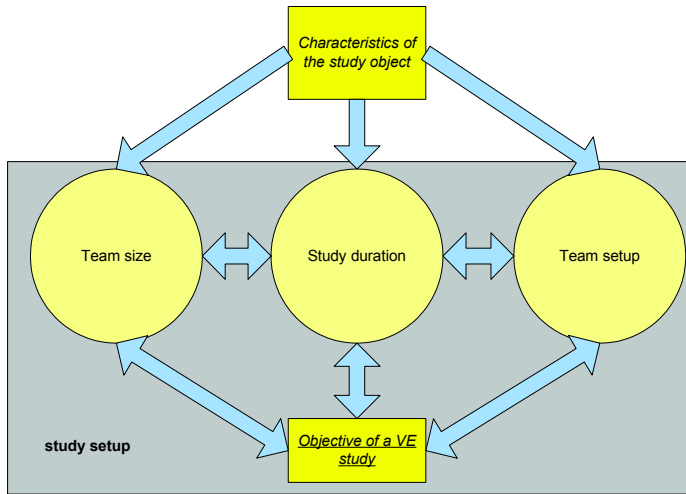 Characteristics of
the study object
Team size
Study duration
Team setup
Objective of a VE
study
study setup